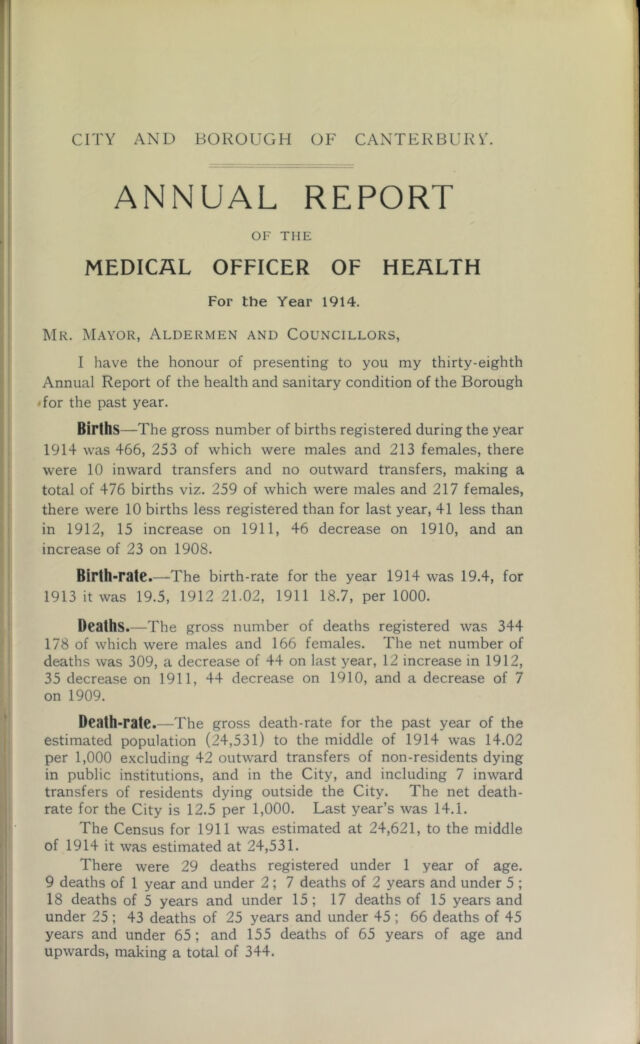 CITY AND BOROUGH OF CANTERBURY.
ANNUAL REPORT
OF THE
MEDICAL OFFICER OF HEALTH
For the Year 1914.
MR. MAYOR, ALDERMEN AND COUNCILLORS,
I have the honour of presenting to you my thirty-eighth
Annual Report of the health and sanitary condition of the Borough
for the past year.
Births—The gross number of births registered during the year
1914 was 466, 253 of which were males and 213 females, there
were 10 inward transfers and no outward transfers, making a
total of 476 births viz. 259 of which were males and 217 females,
there were 10 births less registered than for last year, 41 less than
in 1912, 15 increase on 1911, 46 decrease on 1910, and an
increase of 23 on 1908.
Birth-rate.—The birth-rate for the year 1914 was 19.4, for
1913 it was 19.5, 1912 21.02, 1911 18.7, per 1000.
Deaths.—The gross number of deaths registered was 344
178 of which were males and 166 females. The net number of
deaths was 309, a decrease of 44 on last year, 12 increase in 1912,
35 decrease on 1911, 44 decrease on 1910, and a decrease of 7
on 1909.
Death-rate.—The gross death-rate for the past year of the
estimated population (24,531) to the middle of 1914 was 14.02
per 1,000 excluding 42 outward transfers of non-residents dying
in public institutions, and in the City, and including 7 inward
transfers of residents dying outside the City. The net death-
rate for the City is 12.5 per 1,000. Last year's was 14.1.
The Census for 1911 was estimated at 24,621, to the middle
of 1914 it was estimated at 24,531.
There were 29 deaths registered under 1 year of age.
9 deaths of 1 year and under 2; 7 deaths of 2 years and under 5;
18 deaths of 5 years and under 15; 17 deaths of 15 years and
under 25; 43 deaths of 25 years and under 45; 66 deaths of 45
years and under 65; and 155 deaths of 65 years of age and
upwards, making a total of 344.